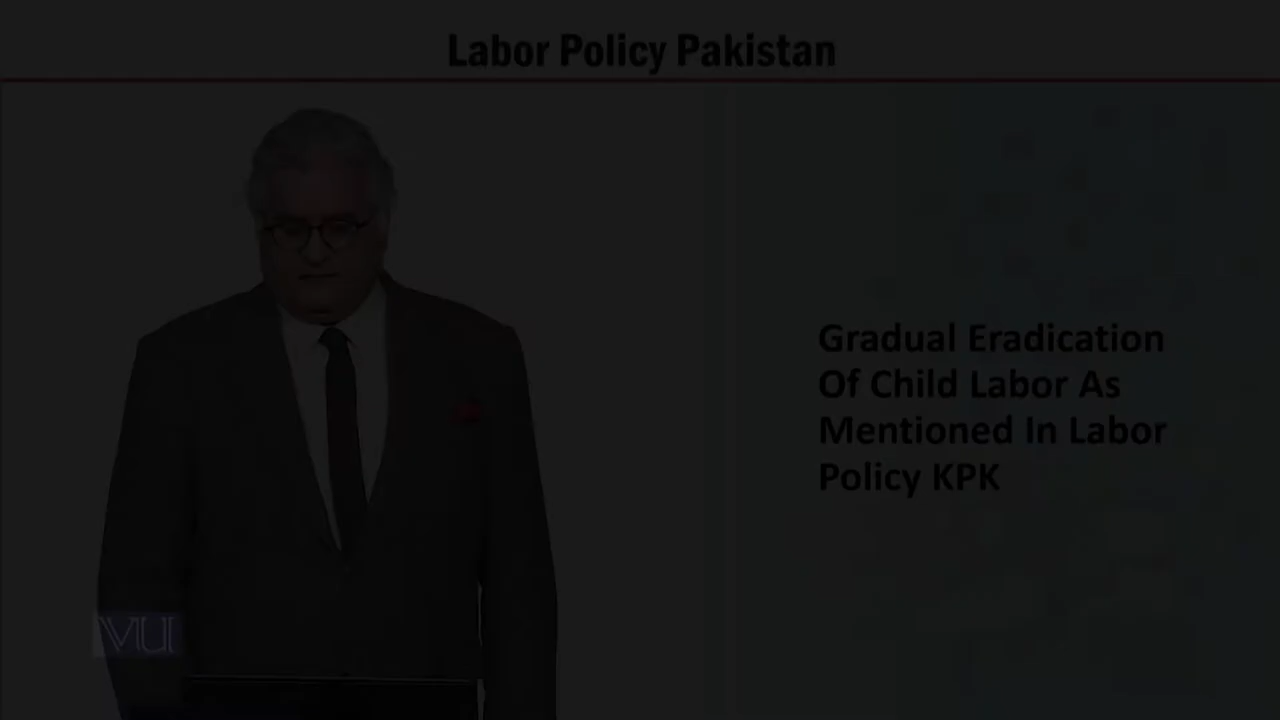 Labor Policy Pakistan
Gradual Eradication
Of Child Labor As
Mentioned In Labor
Policy KPK
VU